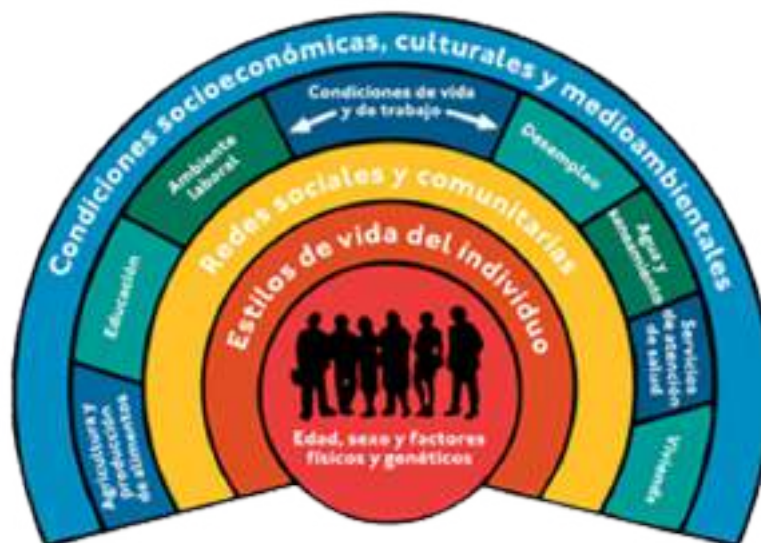 Condiciones socioeconómicas, culturales y medioambientales
Condiciones de vida
y de trabajo
Ambiente
laboral
Desempleo
Educación
Agua y
saneamiento
Servicios
de atención
de salud
Agricultura y
producción
de alimentos
Vivienda
Redes sociales y comunitarias
Estilos de vida del individuo
Edad, sexo y factores
físicos y genéticos